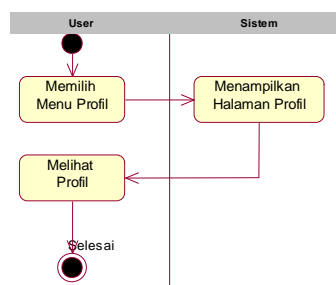 User
Sistem
Memilih
Menu Profil
Menampilkan
Halaman Profil
Melihat
Profil
Selesai